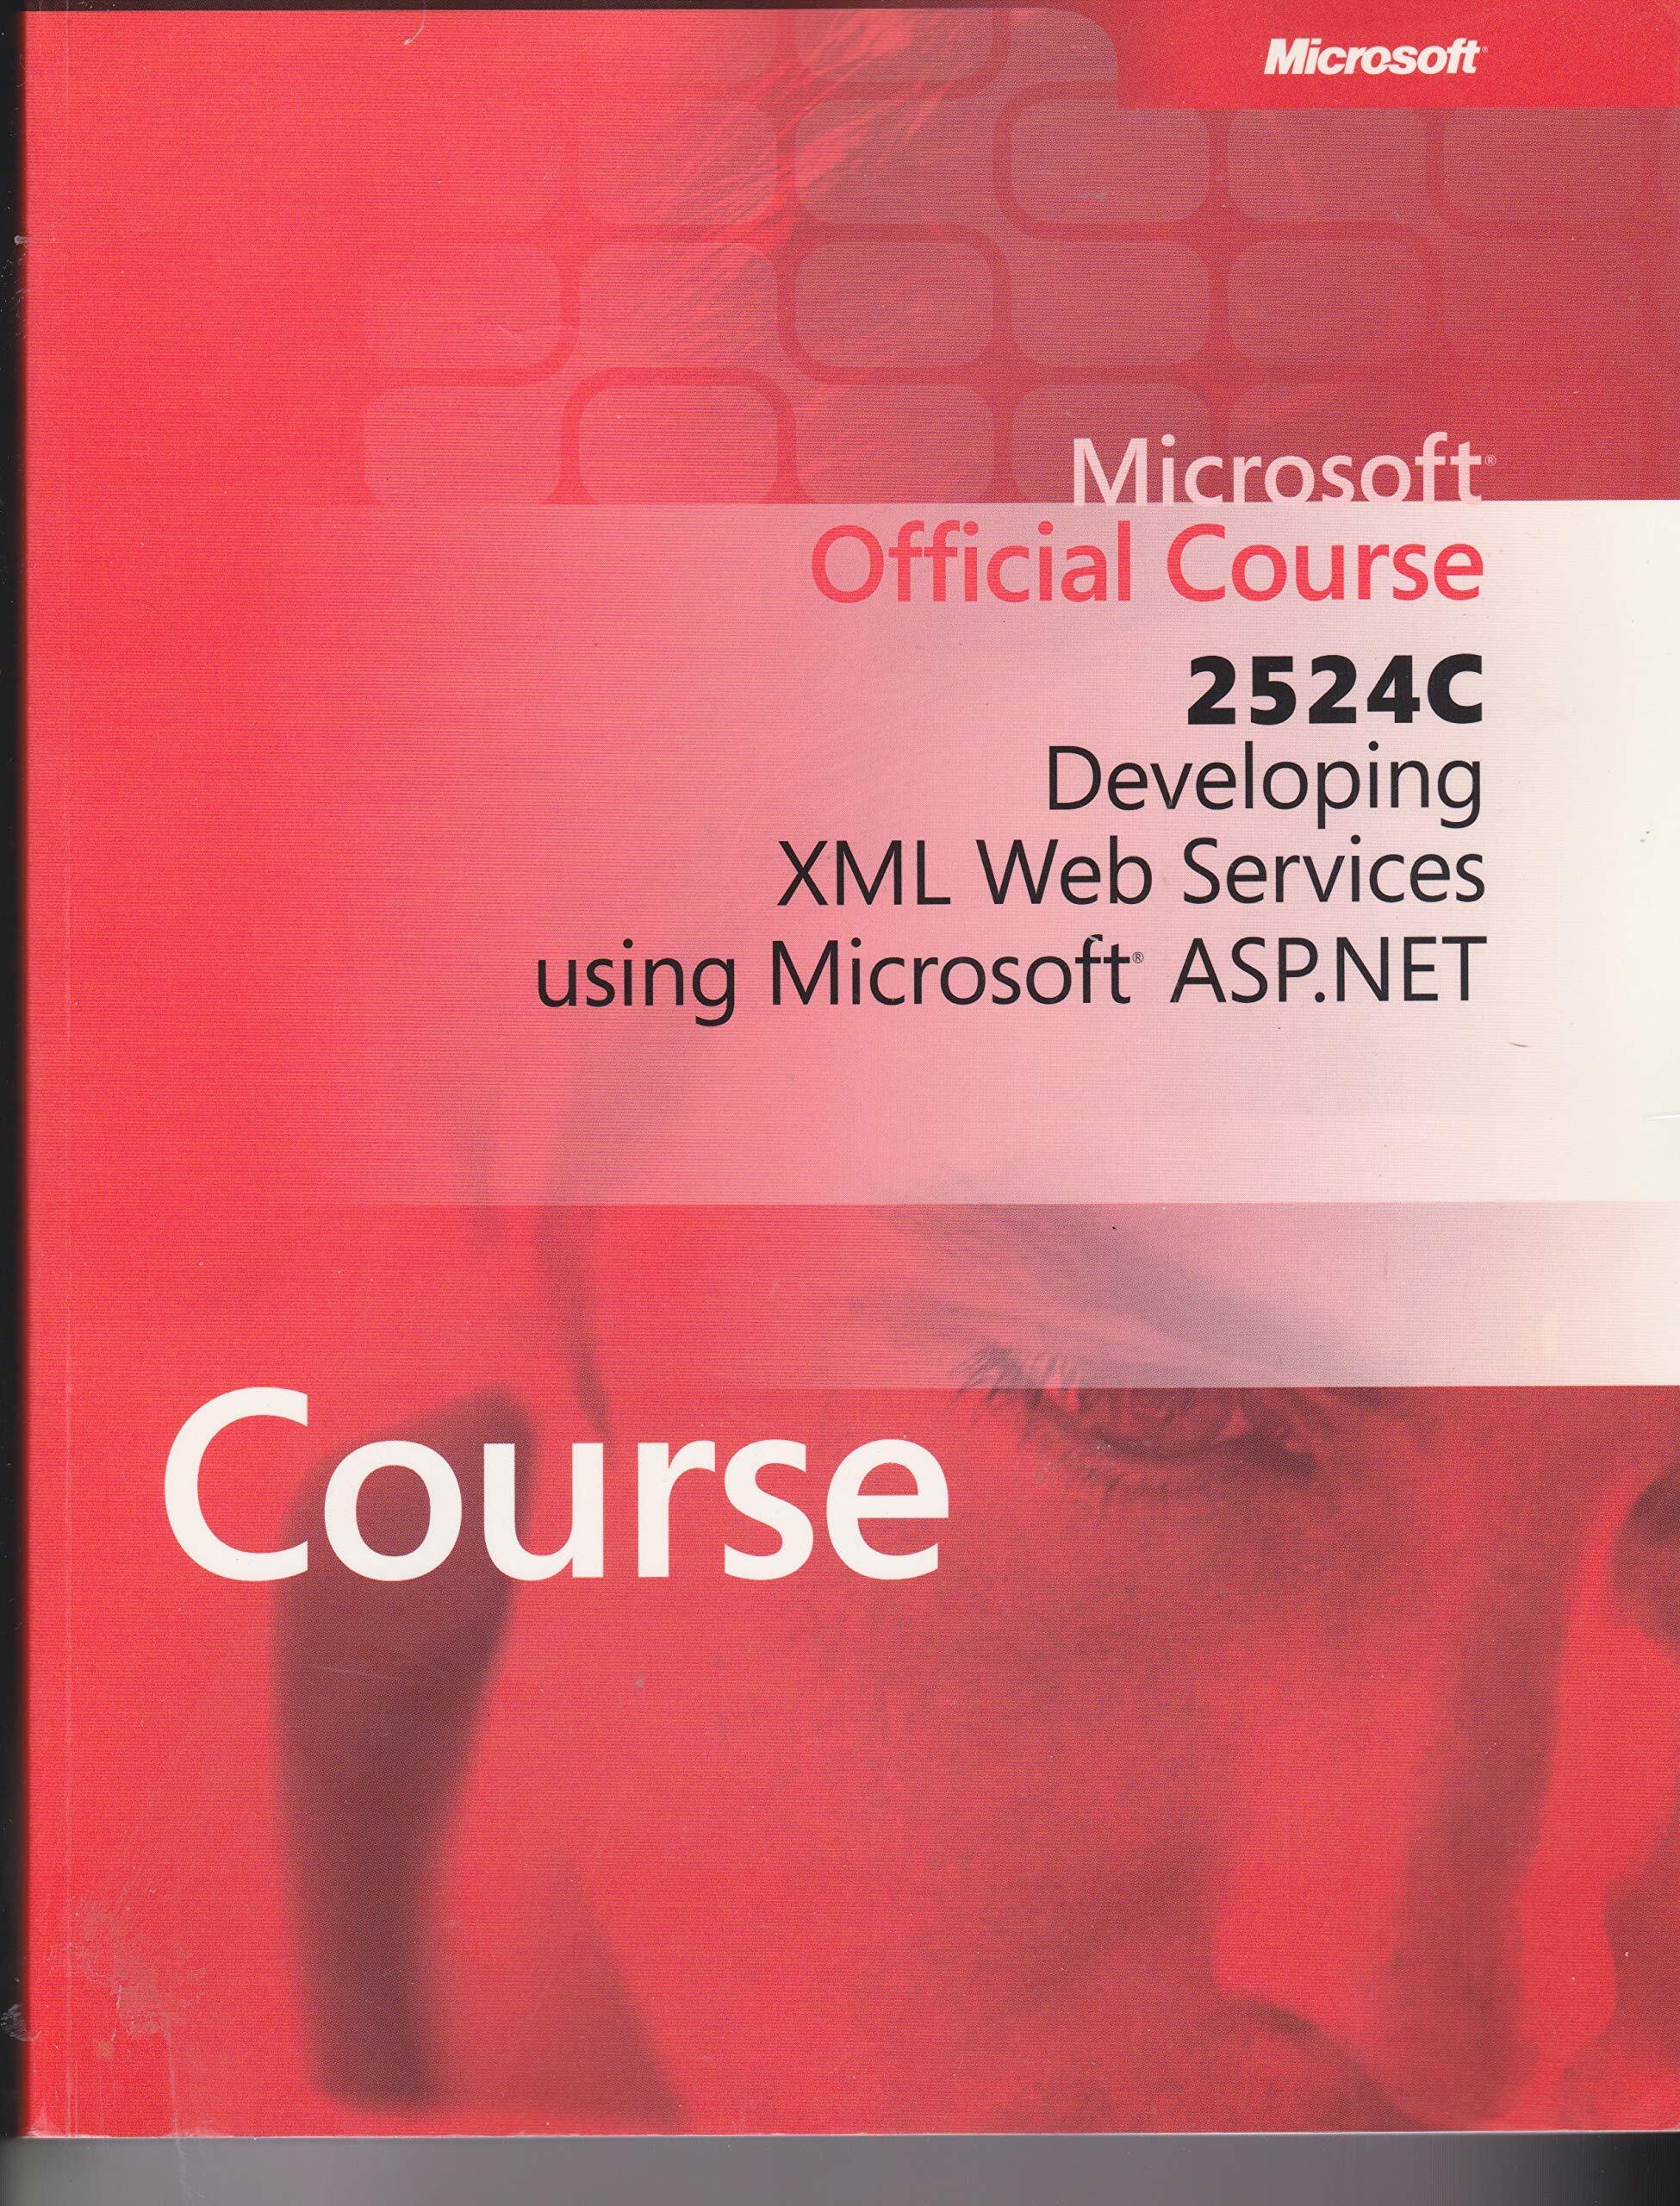 Microsoft®
Microsoft®
Official Course
2524C
Developing
XML Web Services
using Microsoft® ASP.NET
Course